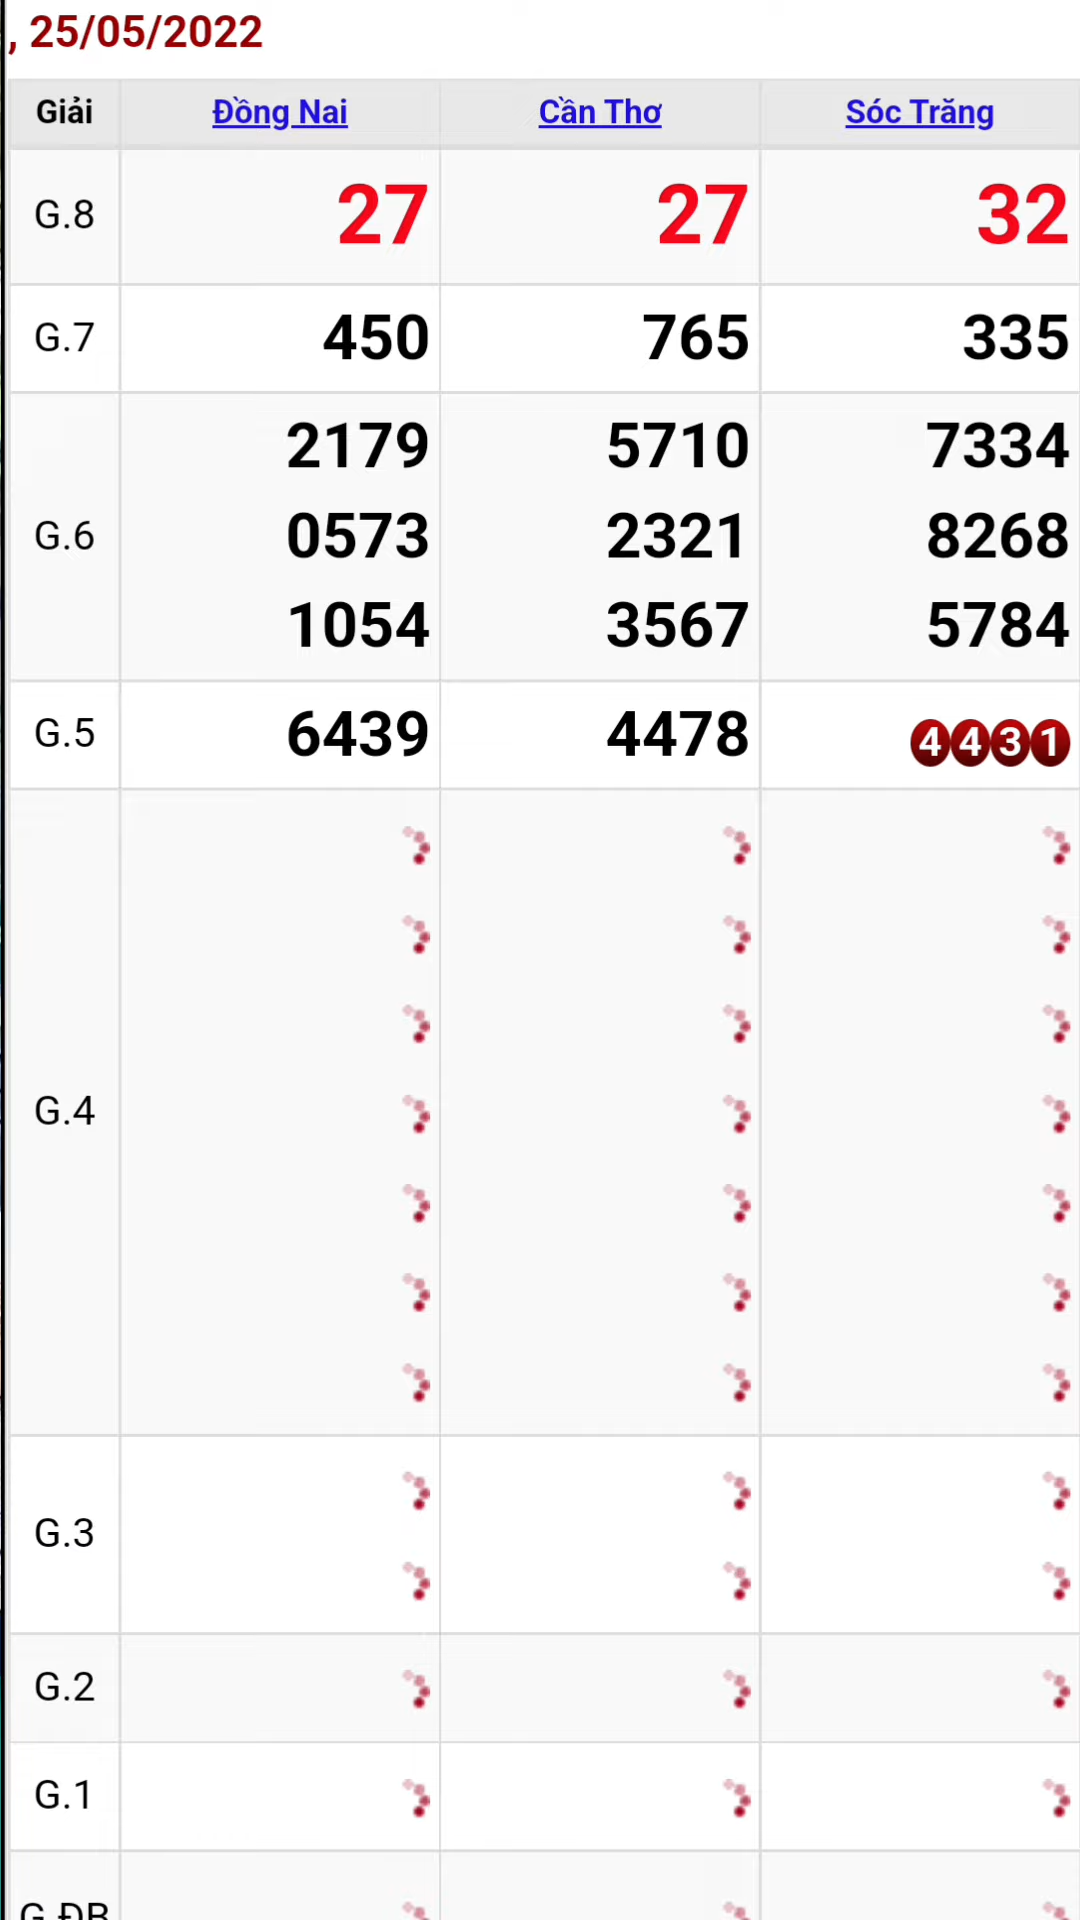 , 25/05/2022
Giải Đồng Nai Cần Thơ Sóc Trăng
G.8 27 27 32
G.7 450 765 335
2179 5710 7334
G.6 0573 2321 8268
1054 3567 5784
G.5 6439 4478 4431
G.4
G.3
G.2
G.1
G.ĐB